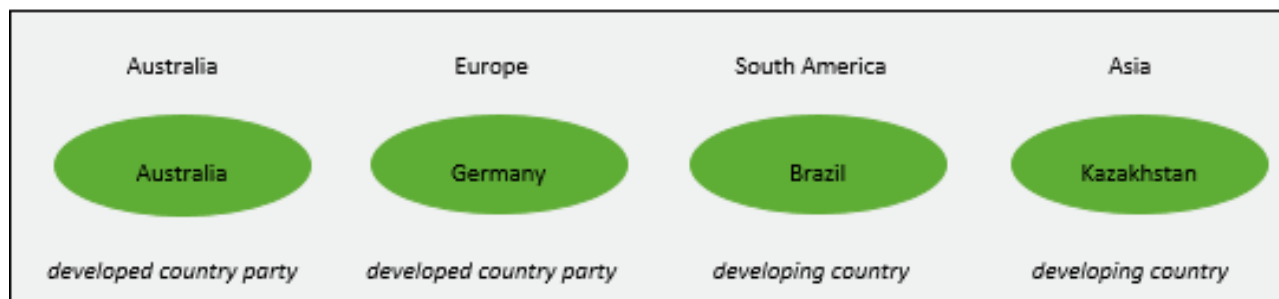 Australia Europe South America Asia
Australia Germany Brazil Kazakhstan
developed country party developed country party developing country developing country